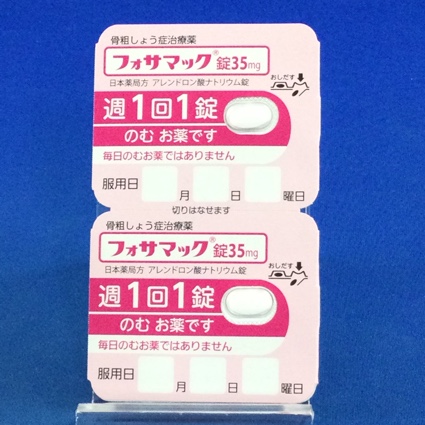 骨粗しょう症治療薬
フォサマック®錠35mg
日本薬局方 アレンドロン酸ナトリウム錠
おしだす
週1回1錠
のむ お薬です
毎日のむお薬ではありません
服用日 月 日 曜日
切りはなせます
骨粗しょう症治療薬
フォサマック®錠35mg
日本薬局方 アレンドロン酸ナトリウム錠
おしだす
週1回1錠
のむ お薬です
毎日のむお薬ではありません
服用日 月 日 曜日